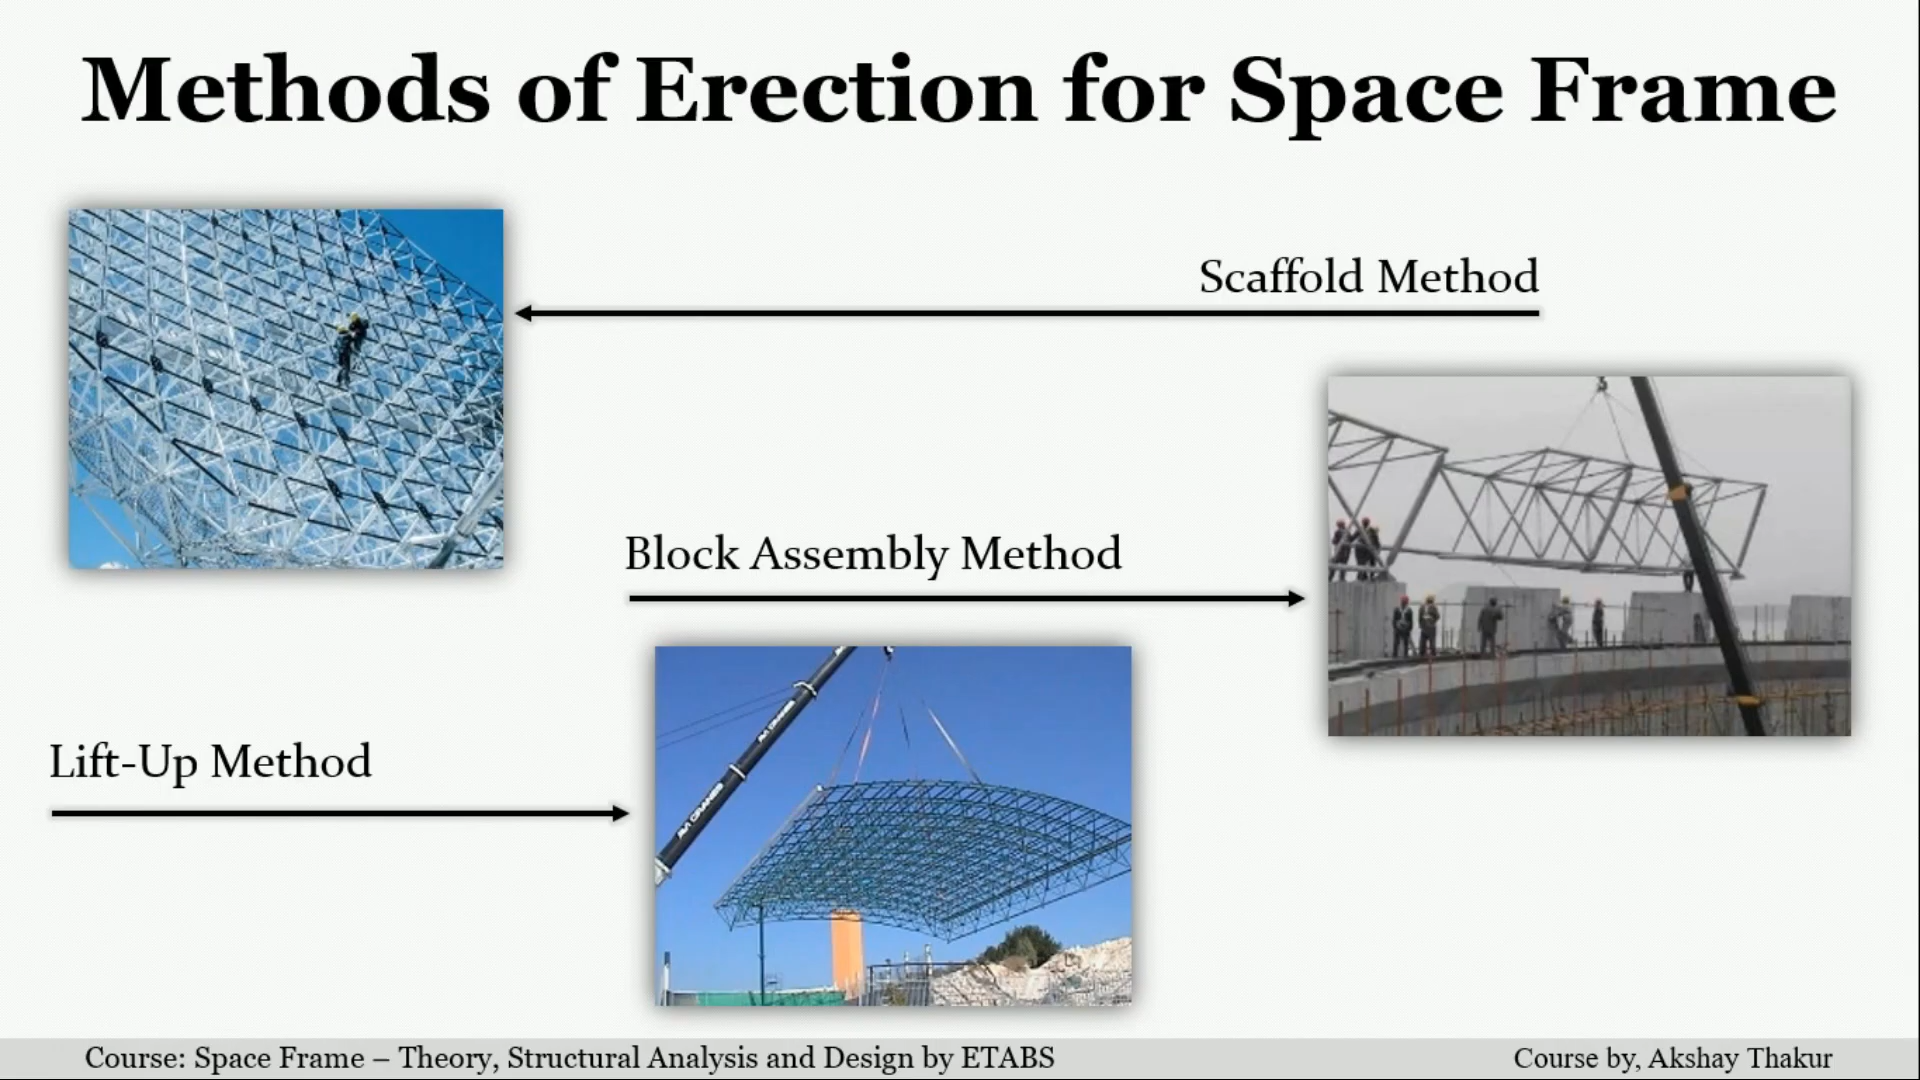 Methods of Erection for Space Frame
Scaffold Method
Block Assembly Method
Lift-Up Method
Course: Space Frame – Theory, Structural Analysis and Design by ETABS
Course by, Akshay Thakur